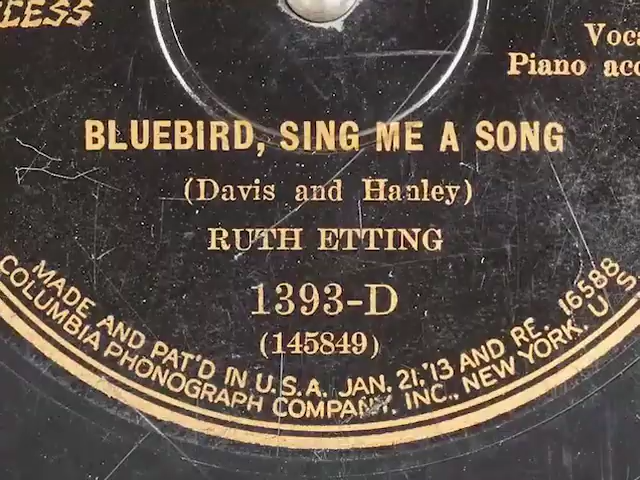 Voca
Piano acc
BLUEBIRD, SING ME A SONG
(Davis and Hanley)
RUTH ETTING
1393-D
(145849)
MADE AND PAT'D IN U.S.A. JAN. 21,'13 AND RE. 16588
COLUMBIA PHONOGRAPH COMPANY, INC., NEW YORK. U S